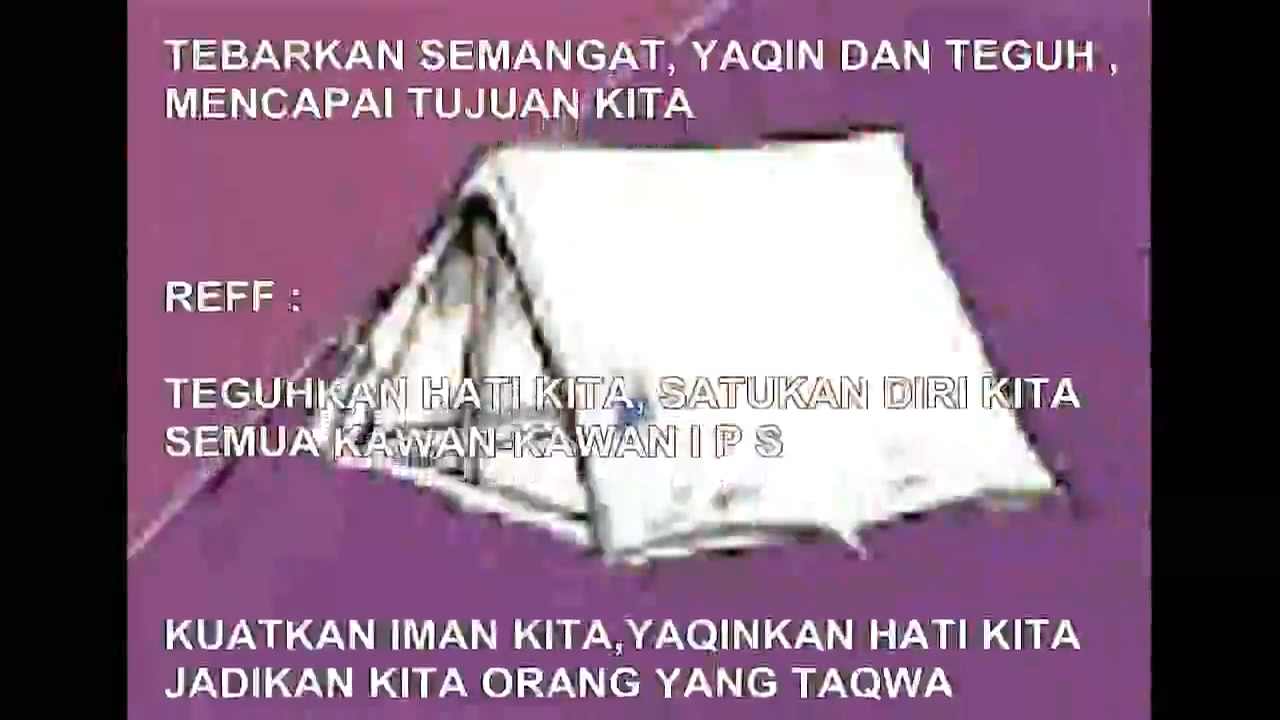 TEBARKAN SEMANGAT, YAQIN DAN TEGUH ,
MENCAPAI TUJUAN KITA
REFF :
TEGUHKAN HATI KITA, SATUKAN DIRI KITA
SEMUA KAWAN-KAWAN I P S
KUATKAN IMAN KITA,YAQINKAN HATI KITA
JADIKAN KITA ORANG YANG TAQWA